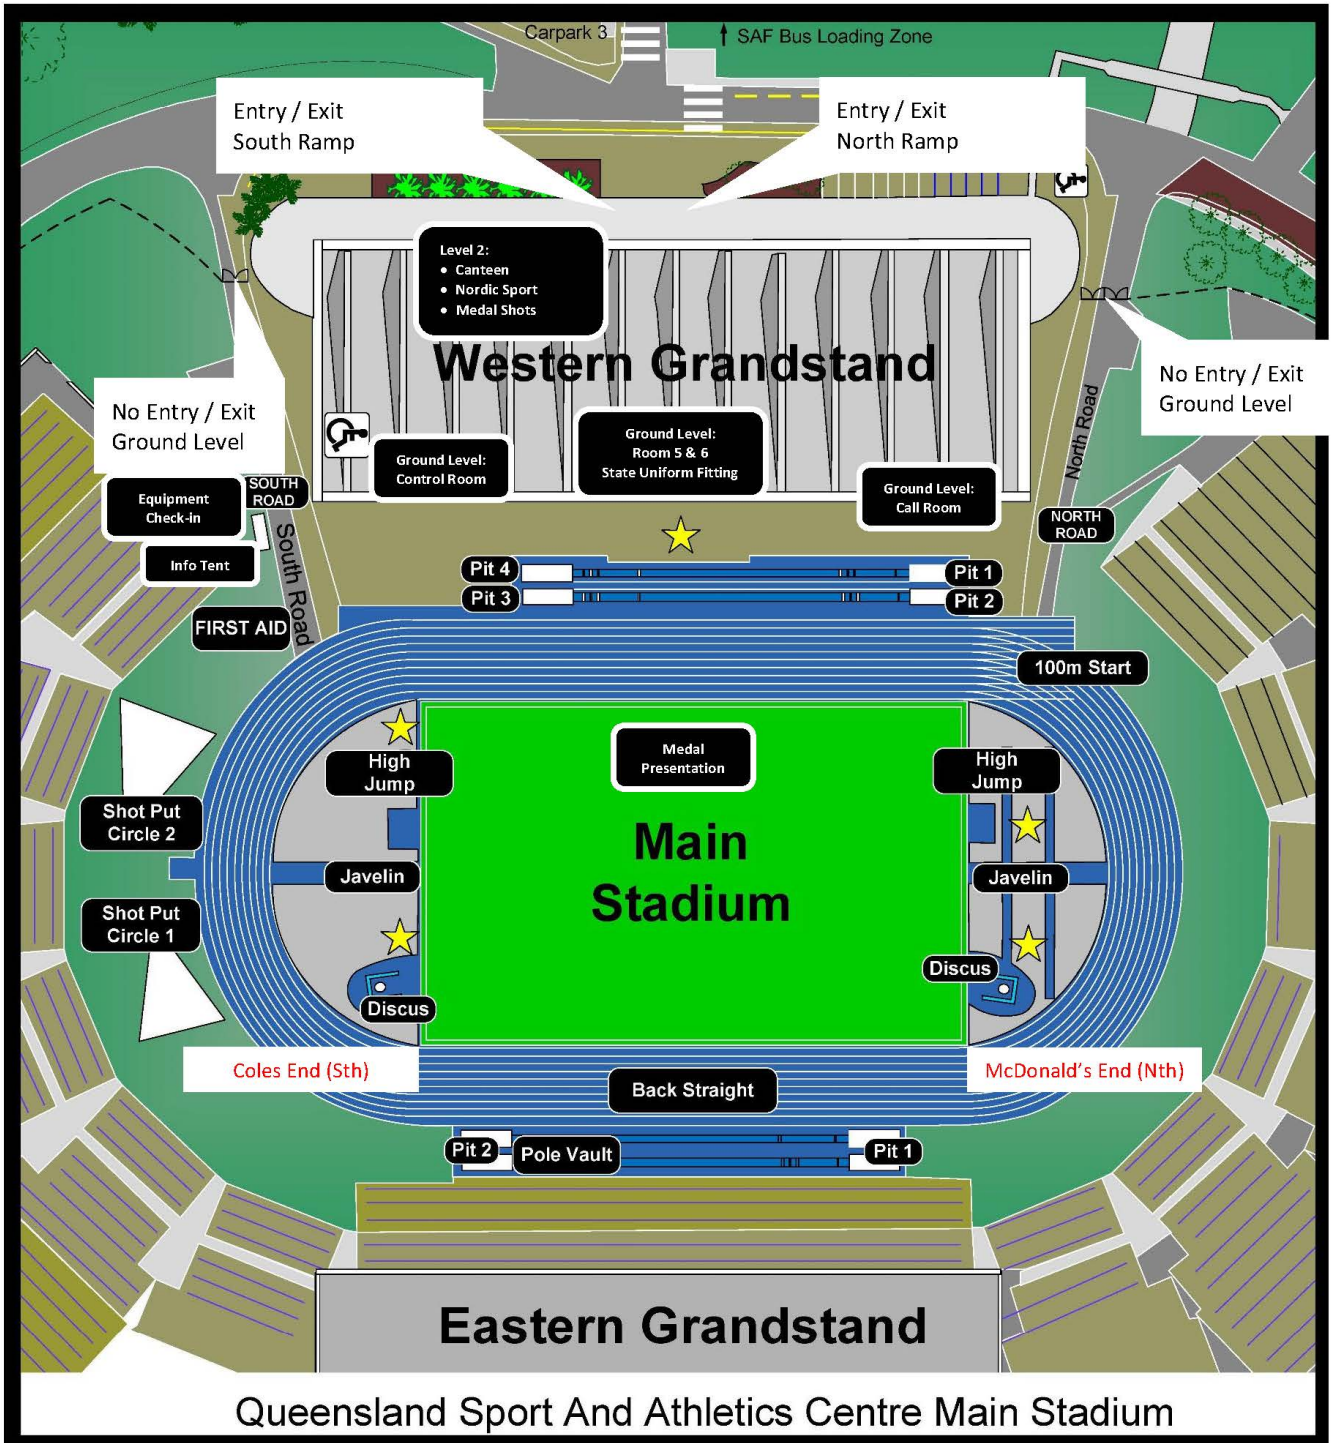 Carpark 3
SAF Bus Loading Zone
Entry / Exit
South Ramp
Entry / Exit
North Ramp
Level 2:
• Canteen
• Nordic Sport
• Medal Shots
Western Grandstand
No Entry / Exit
Ground Level
No Entry / Exit
Ground Level
North Road
Ground Level:
Control Room
Ground Level:
Room 5 & 6
State Uniform Fitting
Ground Level:
Call Room
Equipment
Check-in
SOUTH
ROAD
South Road
NORTH
ROAD
Info Tent
FIRST AID
Pit 4
Pit 1
Pit 3
Pit 2
100m Start
High
Jump
Medal
Presentation
High
Jump
Shot Put
Circle 2
Main
Stadium
Javelin
Javelin
Shot Put
Circle 1
Discus
Discus
Coles End (Sth)
McDonald's End (Nth)
Back Straight
Pit 2
Pole Vault
Pit 1
Eastern Grandstand
Queensland Sport And Athletics Centre Main Stadium